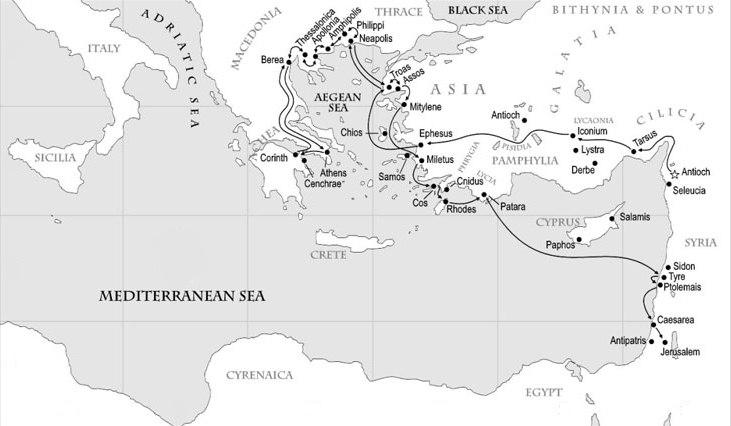 BLACK SEA
BITHYNIA & PONTUS
THRACE
MACEDONIA
ADRIATIC SEA
ITALY
Thessalonica
Apollonia
Amphipolis
Philippi
Neapolis
Berea
Troas
Assos
ASIA
GALATIA
AEGEAN
SEA
Mitylene
Antioch
LYCAONIA
CILICIA
Chios
Ephesus
Iconium
Tarsus
PISIDIA
Lystra
SICILIA
Corinth
Athens
Cenchrae
Miletus
PHRYGIA
PAMPHYLIA
Derbe
Antioch
Samos
LYCIA
Seleucia
Cnidus
Cos
Rhodes
Patara
CYPRUS
Salamis
Paphos
SYRIA
CRETE
Sidon
Tyre
Ptolemais
MEDITERRANEAN SEA
Caesarea
Antipatris
Jerusalem
CYRENAICA
EGYPT